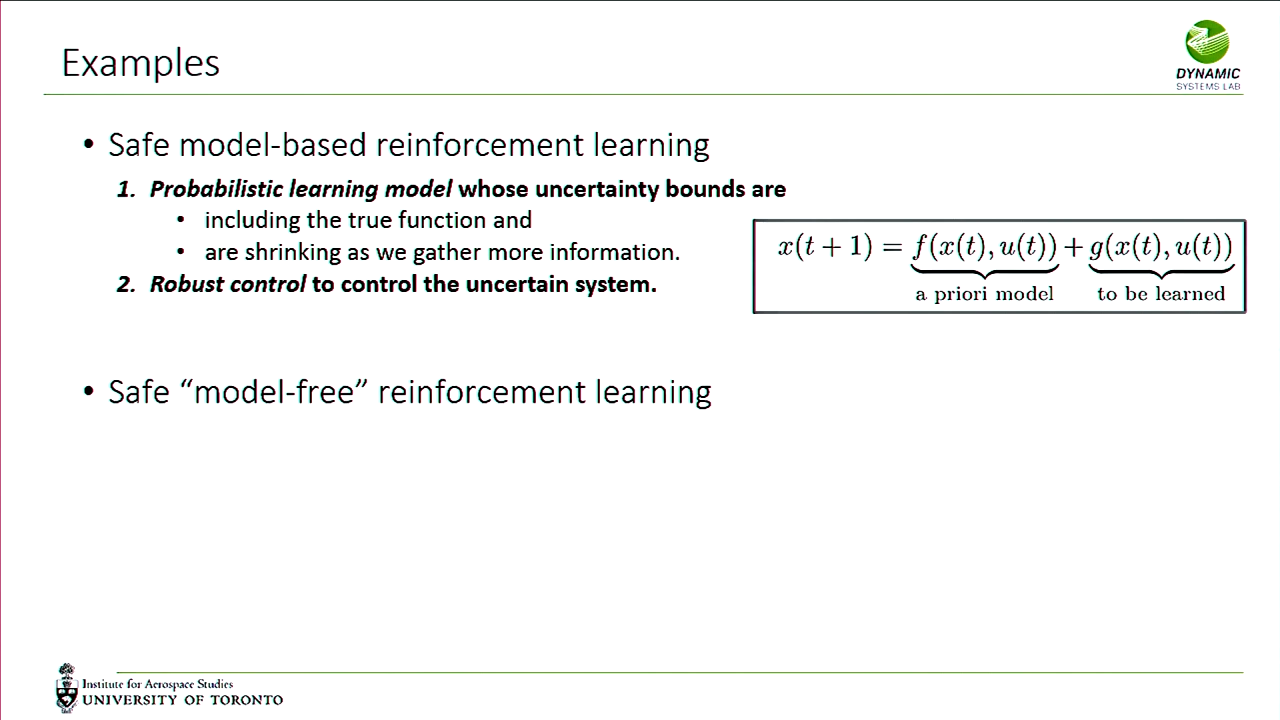 Examples
DYNAMIC
SYSTEMS LAB
• Safe model-based reinforcement learning
1. Probabilistic learning model whose uncertainty bounds are
• including the true function and
• are shrinking as we gather more information.
2. Robust control to control the uncertain system.
x(t + 1) = f(x(t), u(t)) + g(x(t), u(t))
a priori model to be learned
• Safe “model-free” reinforcement learning
Institute for Aerospace Studies
UNIVERSITY OF TORONTO